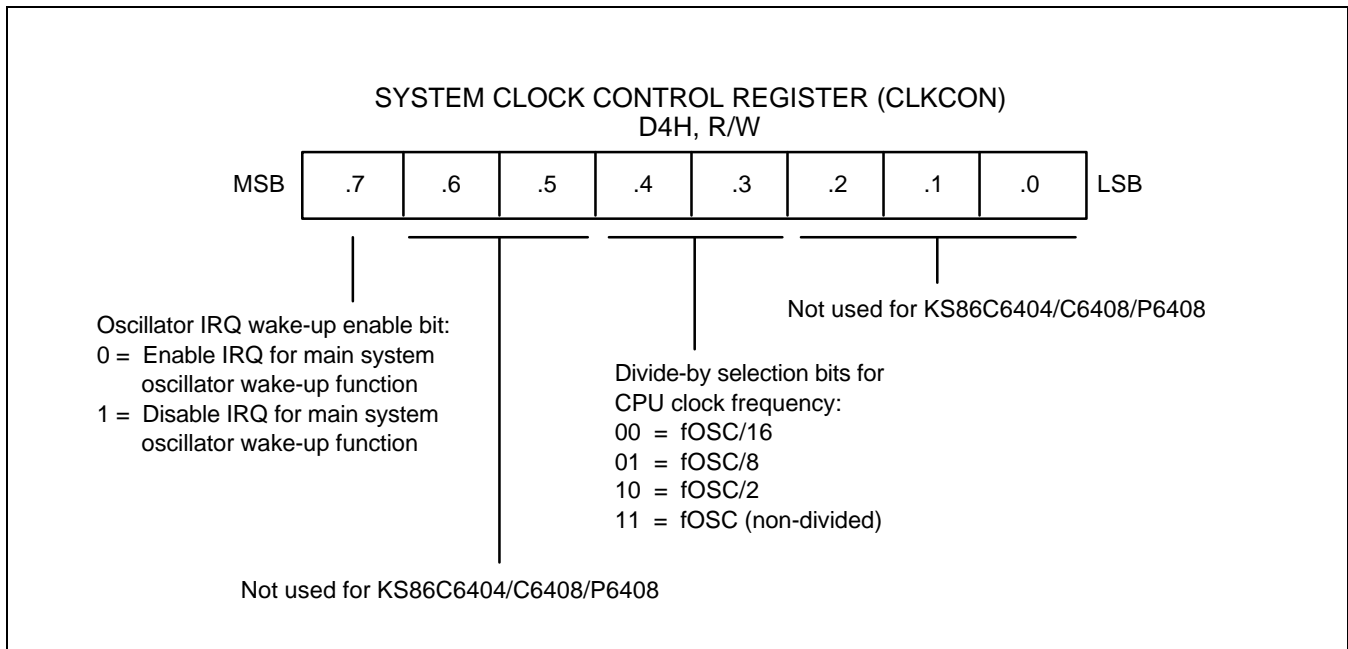 SYSTEM CLOCK CONTROL REGISTER (CLKCON)
D4H, R/W
MSB .7 .6 .5 .4 .3 .2 .1 .0 LSB
Oscillator IRQ wake-up enable bit:
0 = Enable IRQ for main system
oscillator wake-up function
1 = Disable IRQ for main system
oscillator wake-up function
Not used for KS86C6404/C6408/P6408
Divide-by selection bits for
CPU clock frequency:
00 = fOSC/16
01 = fOSC/8
10 = fOSC/2
11 = fOSC (non-divided)
Not used for KS86C6404/C6408/P6408